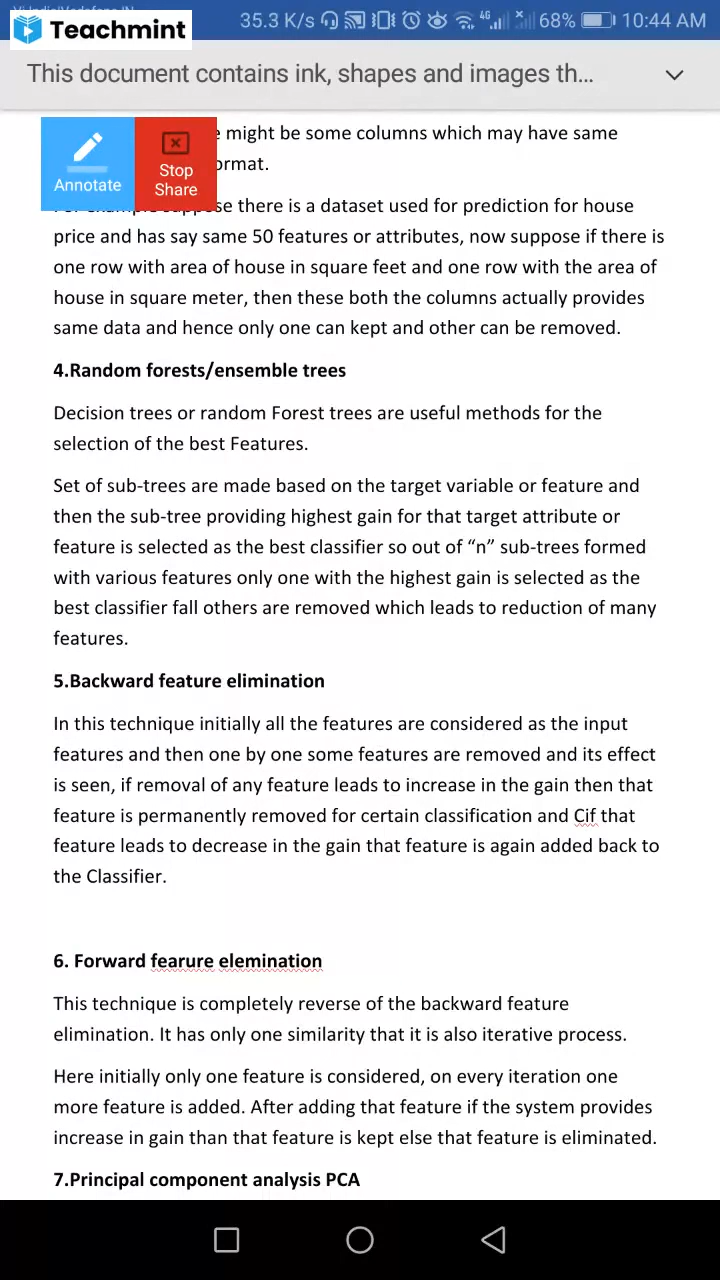 Teachmint
35.3 K/s 4G 68% 10:44 AM
This document contains ink, shapes and images th...
Annotate
Stop
Share
might be some columns which may have same
ormat.
se there is a dataset used for prediction for house
price and has say same 50 features or attributes, now suppose if there is
one row with area of house in square feet and one row with the area of
house in square meter, then these both the columns actually provides
same data and hence only one can kept and other can be removed.
4.Random forests/ensemble trees
Decision trees or random Forest trees are useful methods for the
selection of the best Features.
Set of sub-trees are made based on the target variable or feature and
then the sub-tree providing highest gain for that target attribute or
feature is selected as the best classifier so out of “n” sub-trees formed
with various features only one with the highest gain is selected as the
best classifier fall others are removed which leads to reduction of many
features.
5.Backward feature elimination
In this technique initially all the features are considered as the input
features and then one by one some features are removed and its effect
is seen, if removal of any feature leads to increase in the gain then that
feature is permanently removed for certain classification and Cif that
feature leads to decrease in the gain that feature is again added back to
the Classifier.
6. Forward fearure elemination
This technique is completely reverse of the backward feature
elimination. It has only one similarity that it is also iterative process.
Here initially only one feature is considered, on every iteration one
more feature is added. After adding that feature if the system provides
increase in gain than that feature is kept else that feature is eliminated.
7.Principal component analysis PCA